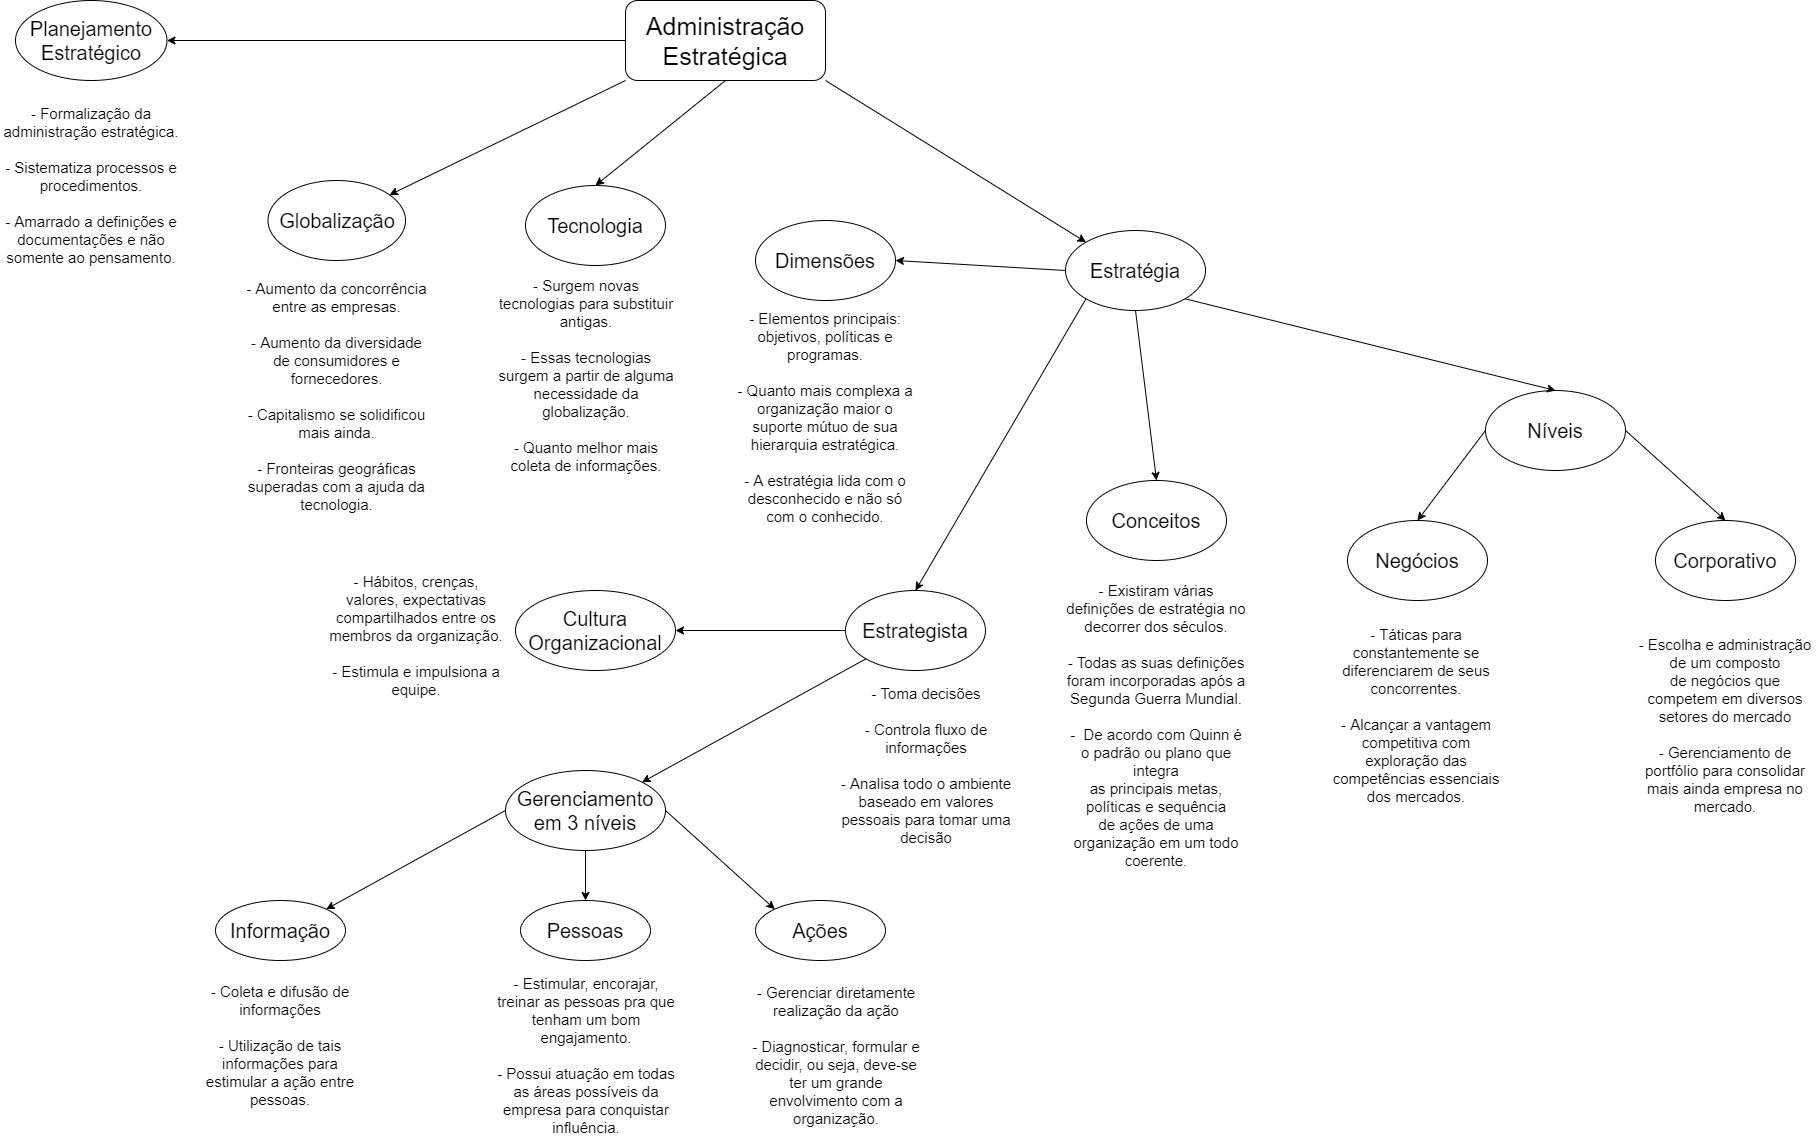 Administração
Estratégica
Planejamento
Estratégico
- Formalização da
administração estratégica.
- Sistematiza processos e
procedimentos.
- Amarrado a definições e
documentações e não
somente ao pensamento.
Globalização
- Aumento da concorrência
entre as empresas.
- Aumento da diversidade
de consumidores e
fornecedores.
- Capitalismo se solidificou
mais ainda.
- Fronteiras geográficas
superadas com a ajuda da
tecnologia.
Tecnologia
- Surgem novas
tecnologias para substituir
antigas.
- Essas tecnologias
surgem a partir de alguma
necessidade da
globalização.
- Quanto melhor mais
coleta de informações.
Estratégia
Dimensões
- Elementos principais:
objetivos, políticas e
programas.
- Quanto mais complexa a
organização maior o
suporte mútuo de sua
hierarquia estratégica.
- A estratégia lida com o
desconhecido e não só
com o conhecido.
Estrategista
- Toma decisões
- Controla fluxo de
informações
- Analisa todo o ambiente
baseado em valores
pessoais para tomar uma
decisão
Cultura
Organizacional
- Hábitos, crenças,
valores, expectativas
compartilhados entre os
membros da organização.
- Estimula e impulsiona a
equipe.
Gerenciamento
em 3 níveis
Informação
- Coleta e difusão de
informações
- Utilização de tais
informações para
estimular a ação entre
pessoas.
Pessoas
- Estimular, encorajar,
treinar as pessoas pra que
tenham um bom
engajamento.
- Possui atuação em todas
as áreas possíveis da
empresa para conquistar
influência.
Ações
- Gerenciar diretamente
realização da ação
- Diagnosticar, formular e
decidir, ou seja, deve-se
ter um grande
envolvimento com a
organização.
Conceitos
- Existiram várias
definições de estratégia no
decorrer dos séculos.
- Todas as suas definições
foram incorporadas após a
Segunda Guerra Mundial.
- De acordo com Quinn é
o padrão ou plano que
integra
as principais metas,
políticas e sequência
de ações de uma
organização em um todo
coerente.
Níveis
Negócios
- Táticas para
constantemente se
diferenciarem de seus
concorrentes.
- Alcançar a vantagem
competitiva com
exploração das
competências essenciais
dos mercados.
Corporativo
- Escolha e administração
de um composto
de negócios que
competem em diversos
setores do mercado
- Gerenciamento de
portfólio para consolidar
mais ainda empresa no
mercado.